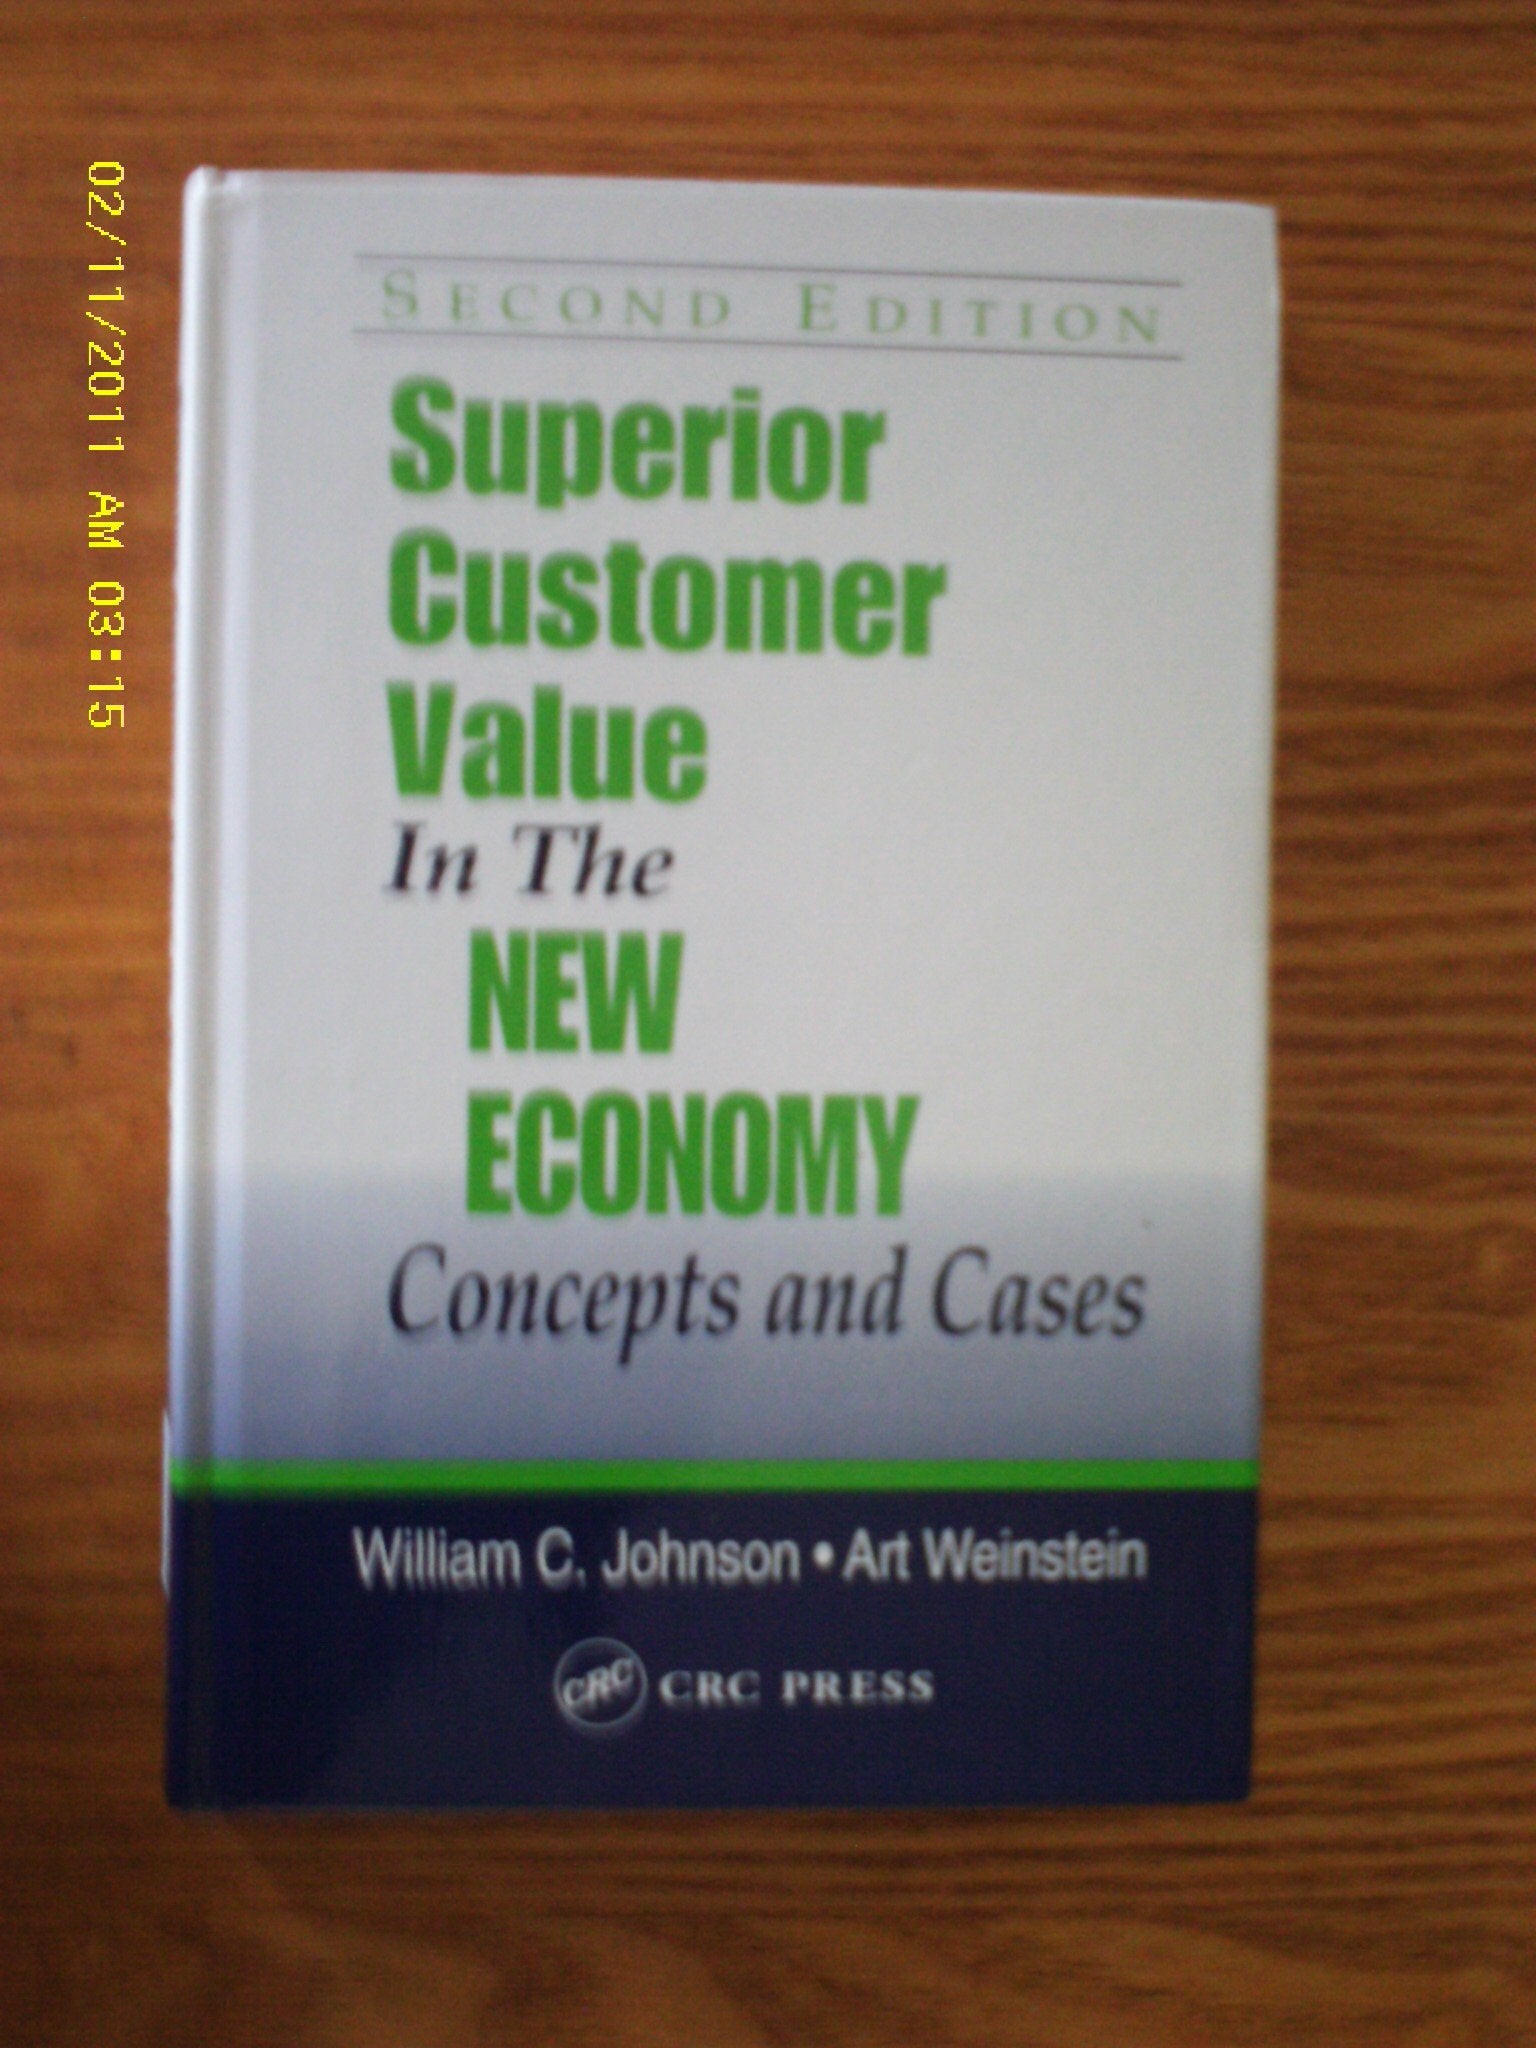 02/11/2011 AM 03:15
SECOND EDITION
Superior
Customer
Value
In The
NEW
ECONOMY
Concepts and Cases
William C. Johnson • Art Weinstein
CRC CRC PRESS